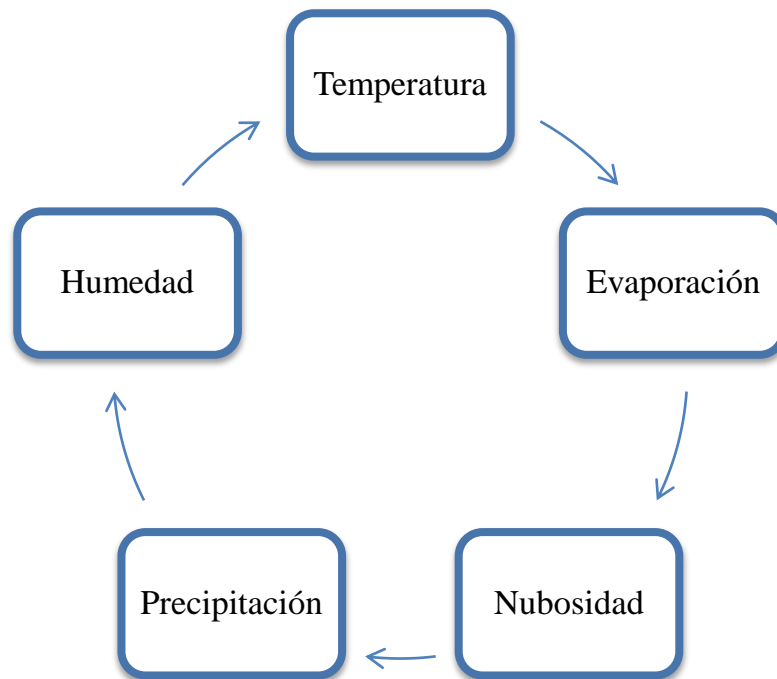 Temperatura
Evaporación
Nubosidad
Precipitación
Humedad